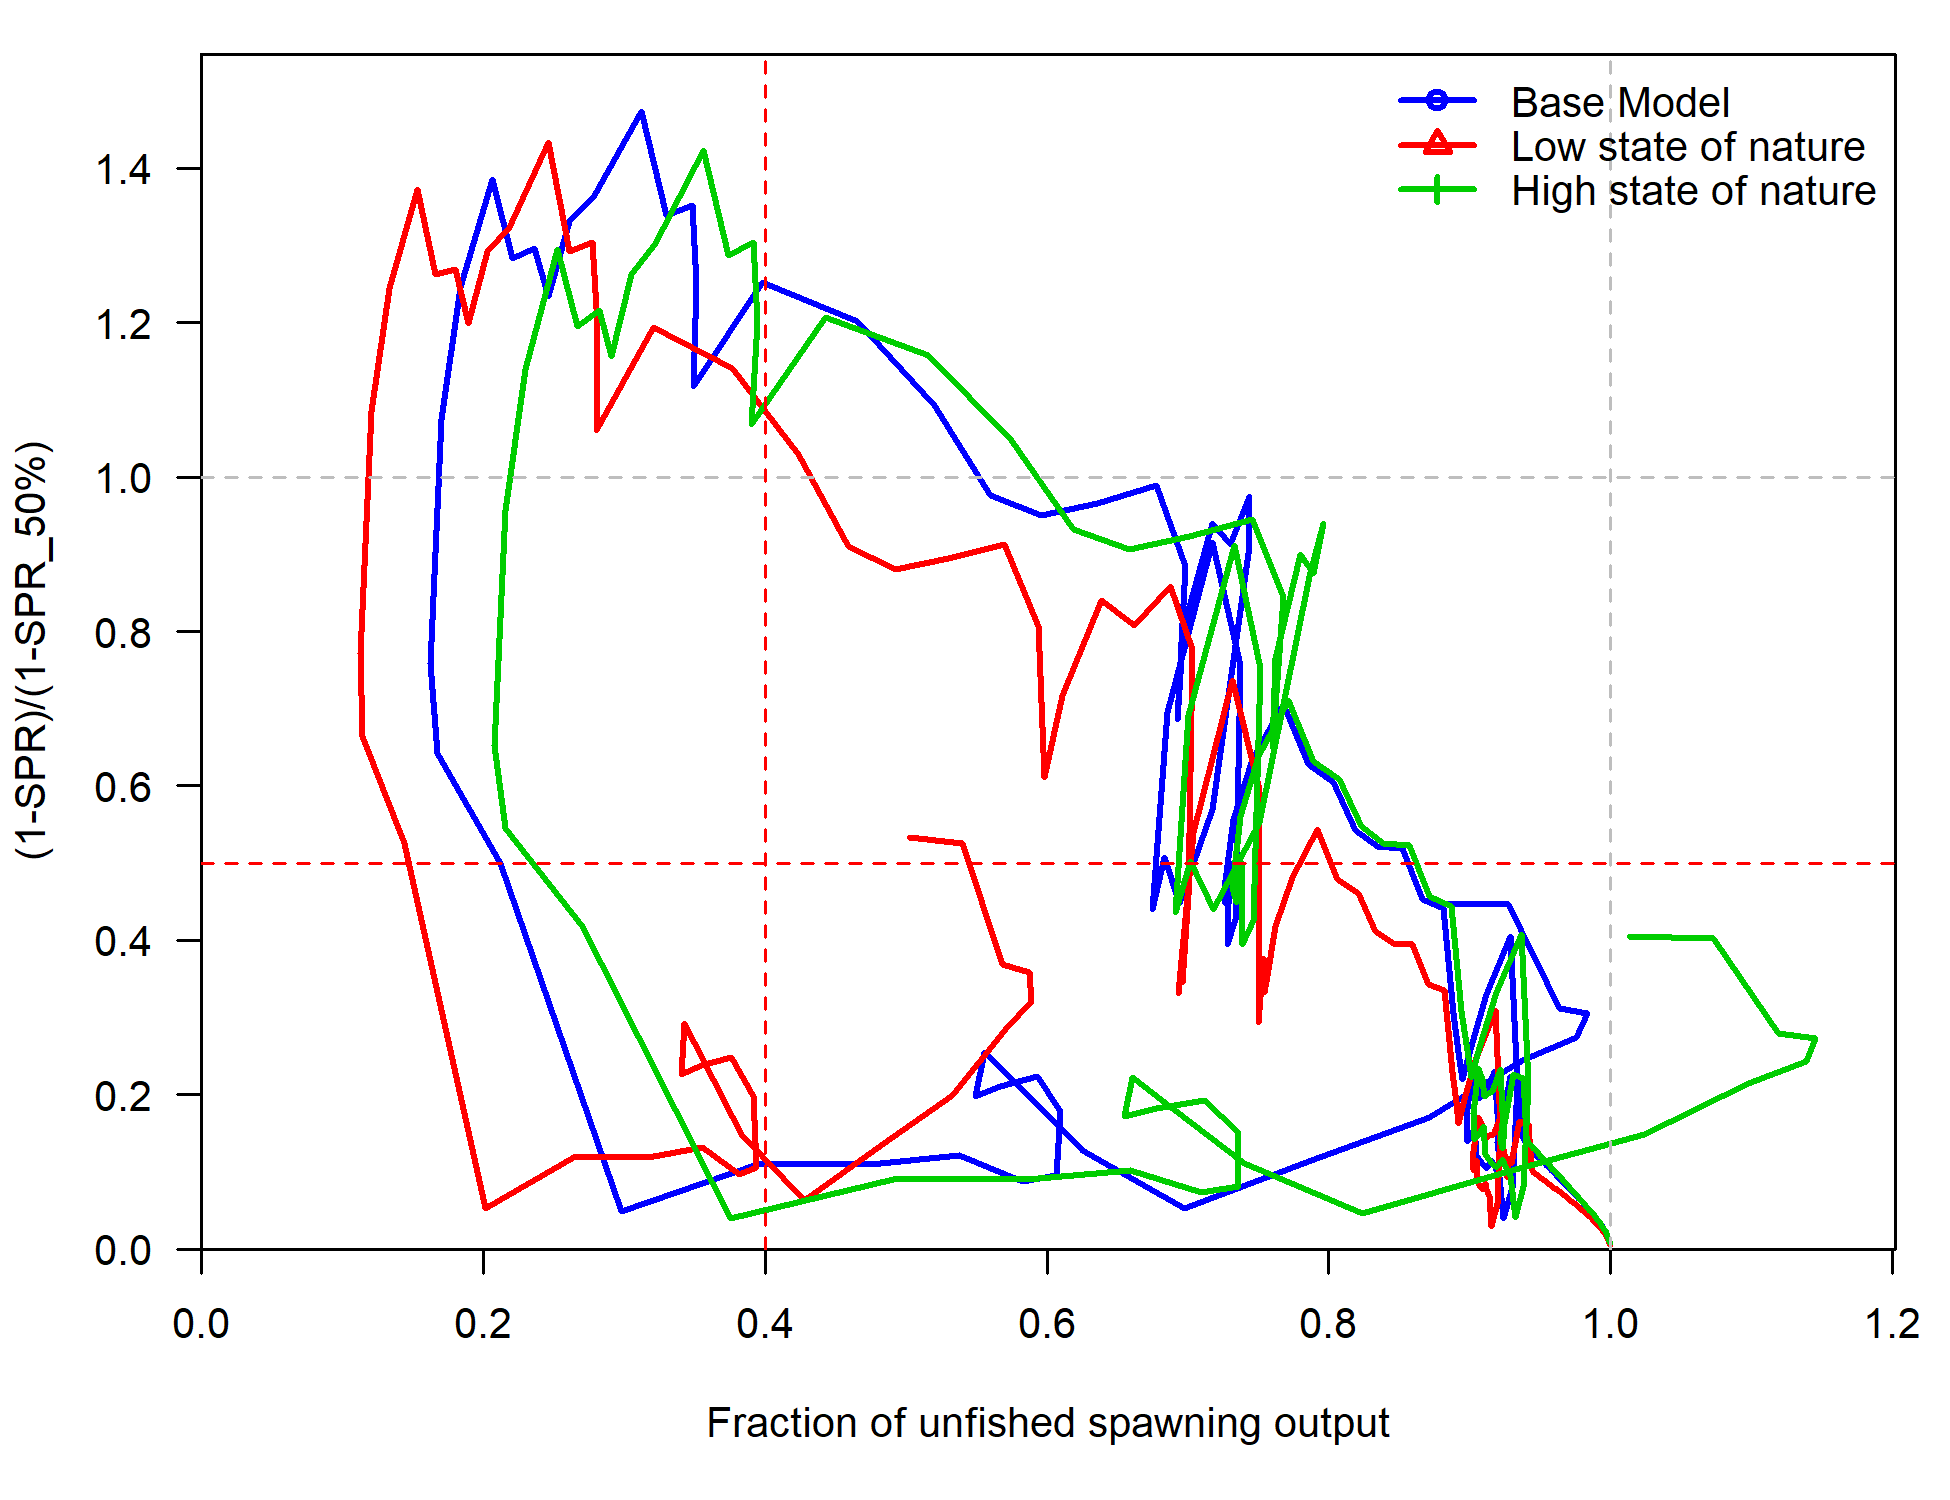 Base Model
Low state of nature
High state of nature
1.4
1.2
1.0
0.8
0.6
0.4
0.2
0.0
(1-SPR)/(1-SPR_50%)
0.0 0.2 0.4 0.6 0.8 1.0 1.2
Fraction of unfished spawning output